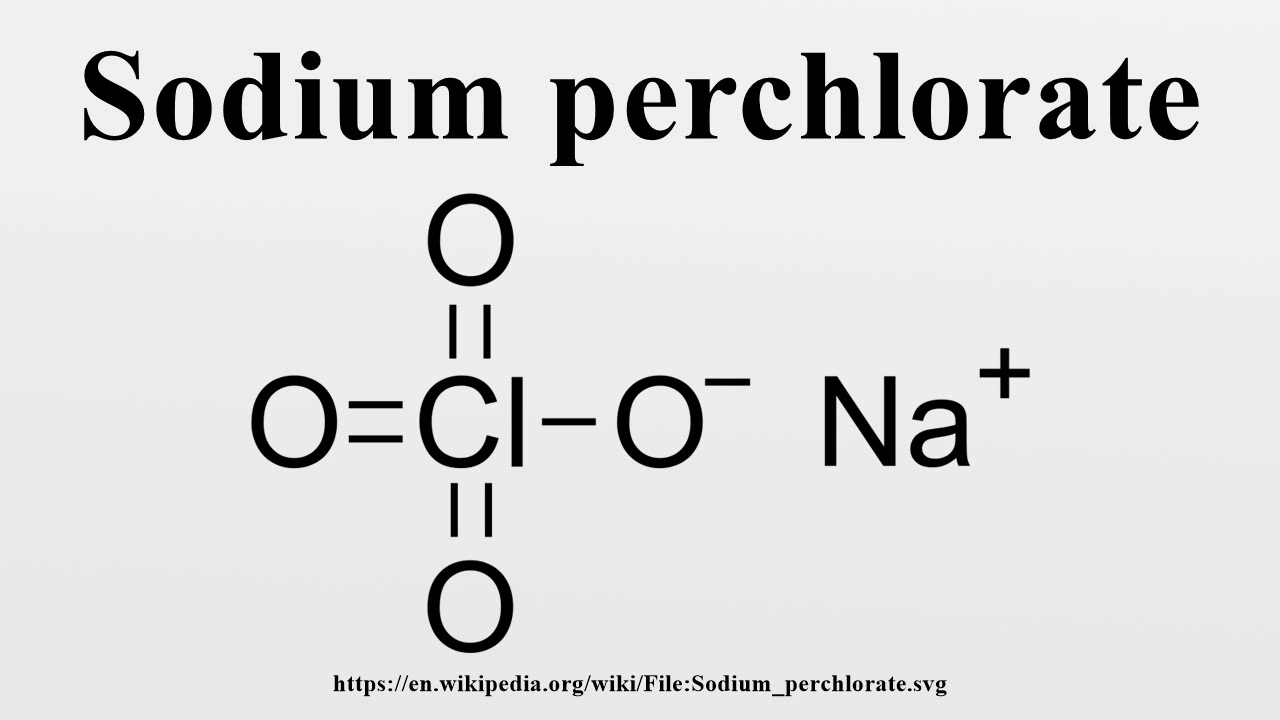 Sodium perchlorate
O
O=Cl–O⁻ Na⁺
O
https://en.wikipedia.org/wiki/File:Sodium_perchlorate.svg